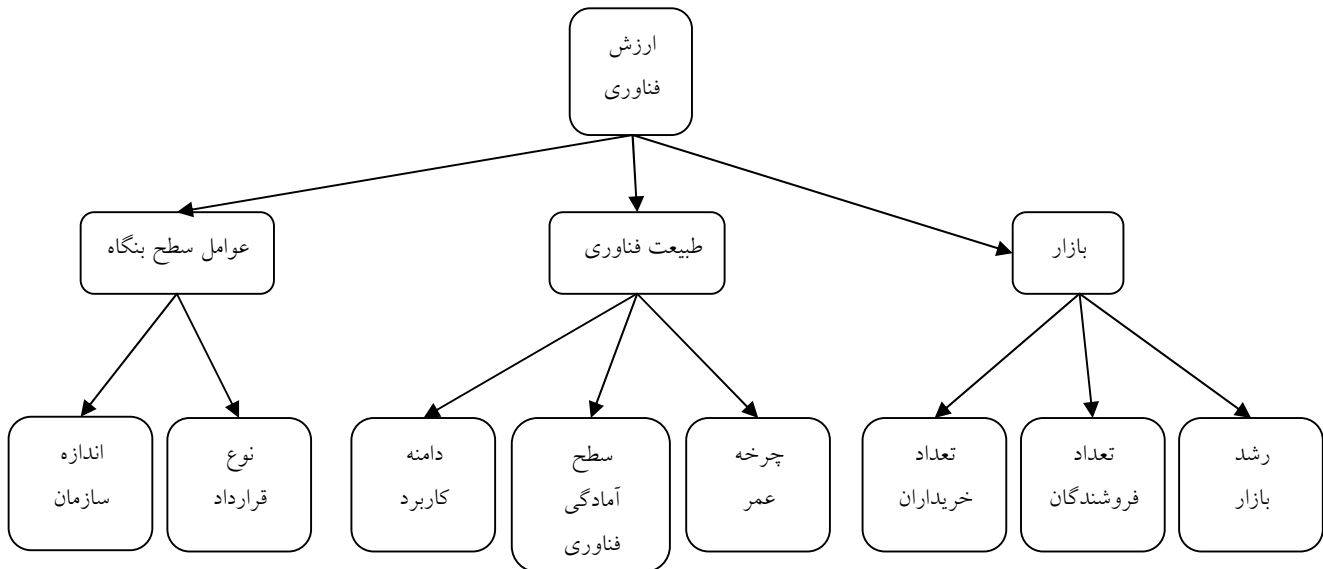 ارزش
فناوری
بازار
طبیعت فناوری
عوامل سطح بنگاه
رشد
بازار
تعداد
فروشندگان
تعداد
خریداران
چرخه
عمر
سطح
آمادگی
فناوری
دامنه
کاربرد
نوع
قرارداد
اندازه
سازمان